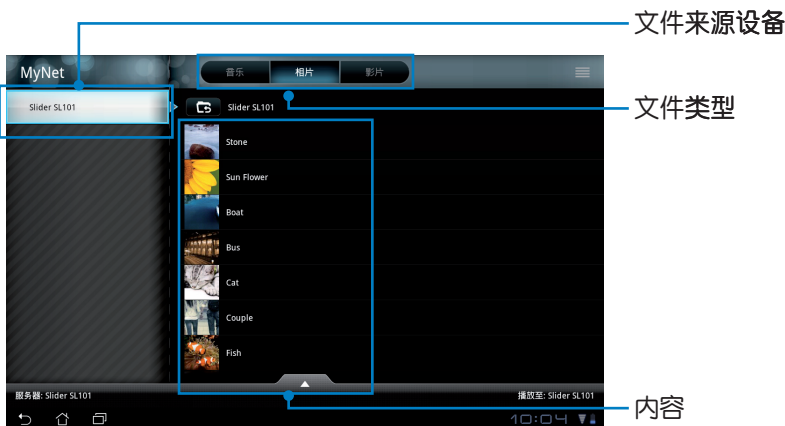 文件来源设备
MyNet
音乐 相片 影片
Slider SL101
Slider SL101
文件类型
Stone
Sun Flower
Boat
Bus
Cat
Couple
Fish
服务器: Slider SL101
播放至: Slider SL101
内容
10:04